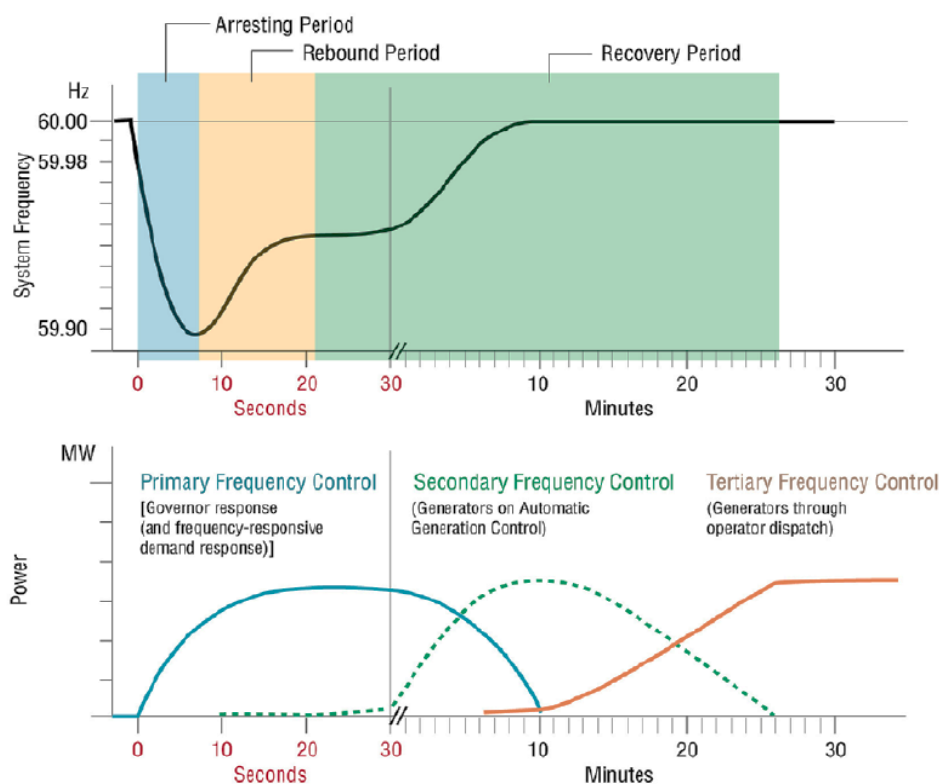 Arresting Period
Rebound Period
Recovery Period
Hz
60.00
59.98
59.90
System Frequency
0 10 20 30 10 20 30
Seconds Minutes
MW
Primary Frequency Control
[Governor response
(and frequency-responsive
demand response)]
Secondary Frequency Control
(Generators on Automatic
Generation Control)
Tertiary Frequency Control
(Generators through
operator dispatch)
Power
0 10 20 30 10 20 30
Seconds Minutes